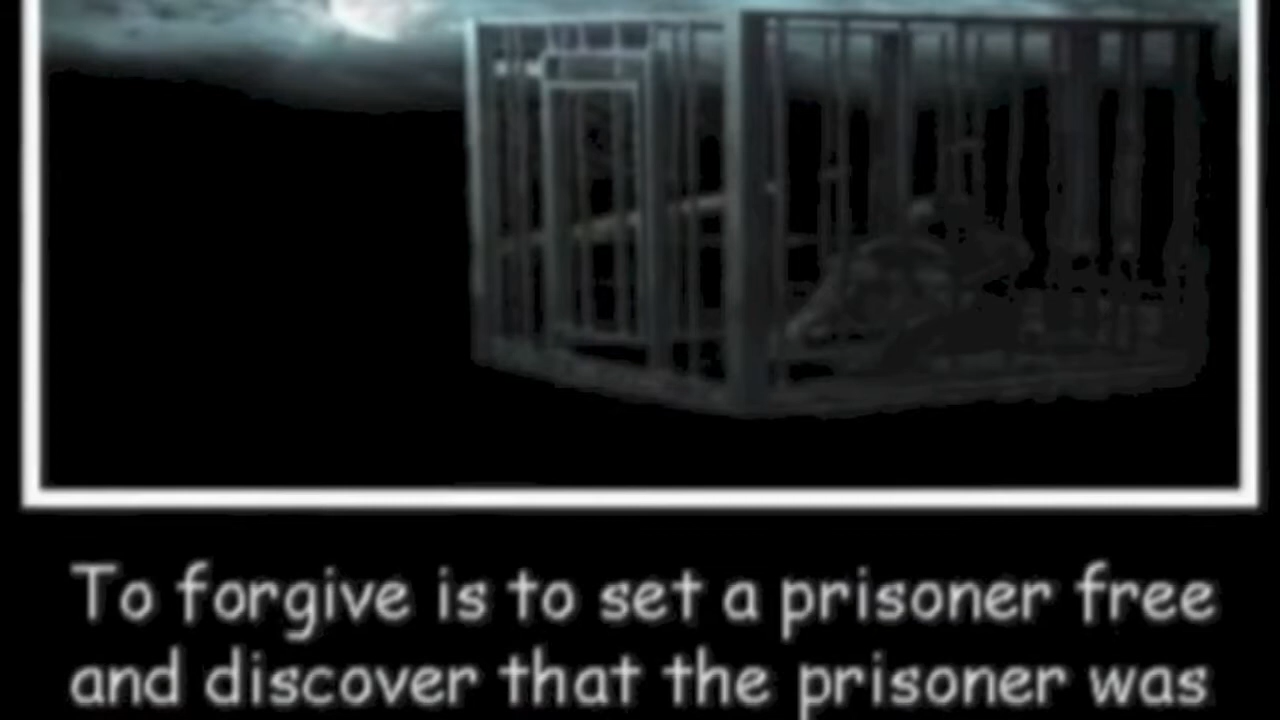 To forgive is to set a prisoner free
and discover that the prisoner was